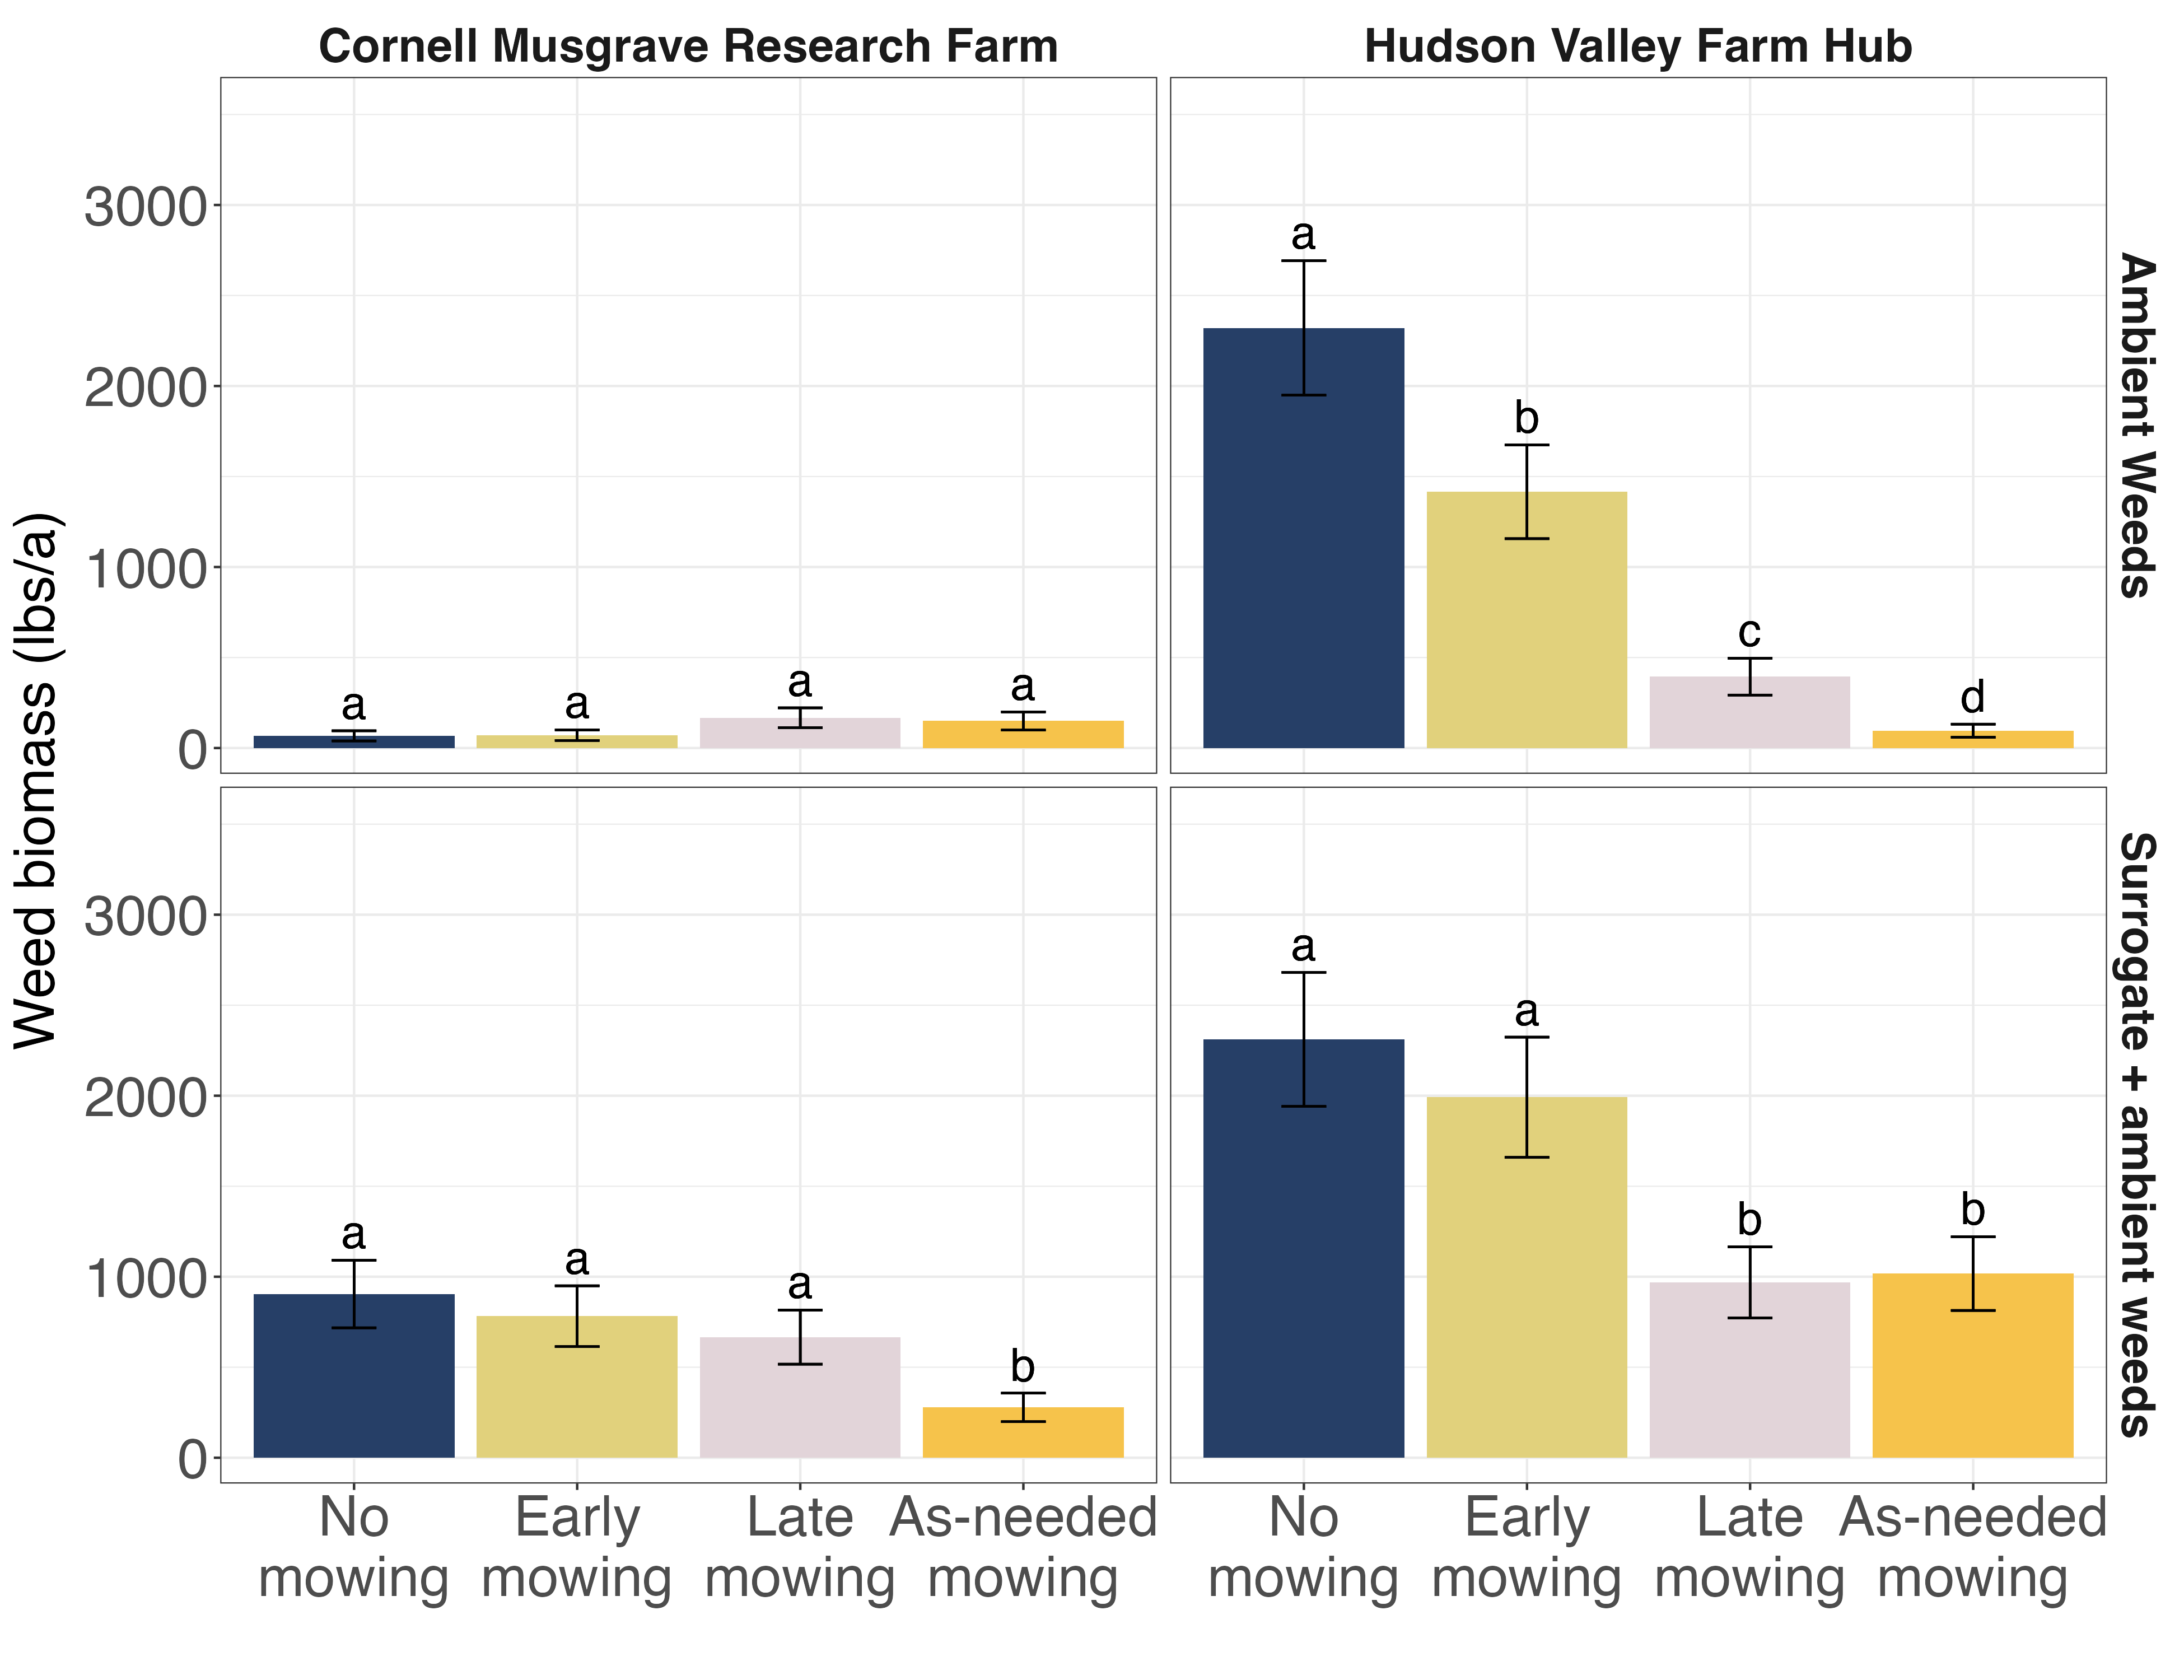 Cornell Musgrave Research Farm
Hudson Valley Farm Hub
Weed biomass (lbs/a)
3000
2000
1000
0
a
a
a
a
a
b
c
d
Ambient Weeds
3000
2000
1000
0
a
a
a
b
a
a
b
b
Surrogate + ambient weeds
No
mowing
Early
mowing
Late
mowing
As-needed
mowing
No
mowing
Early
mowing
Late
mowing
As-needed
mowing